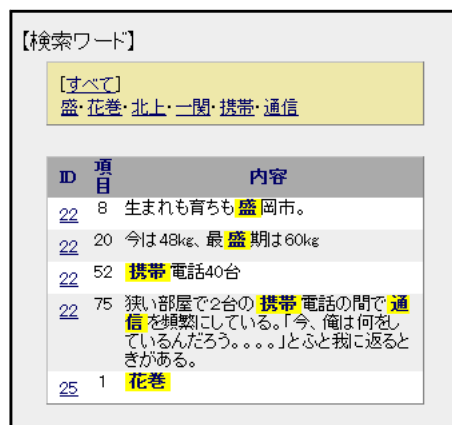 【検索ワード】
[すべて]
盛・花巻・北上・一関・携帯・通信
ID 項目 内容
22 8 生まれも育ちも盛岡市。
22 20 今は48kg、最盛期は60kg
22 52 携帯電話40台
22 75 狭い部屋で2台の携帯電話の間で通
信を頻繁にしている。「今、俺は何をし
ているんだろう。。。。」とふと我に返ると
きがある。
25 1 花巻